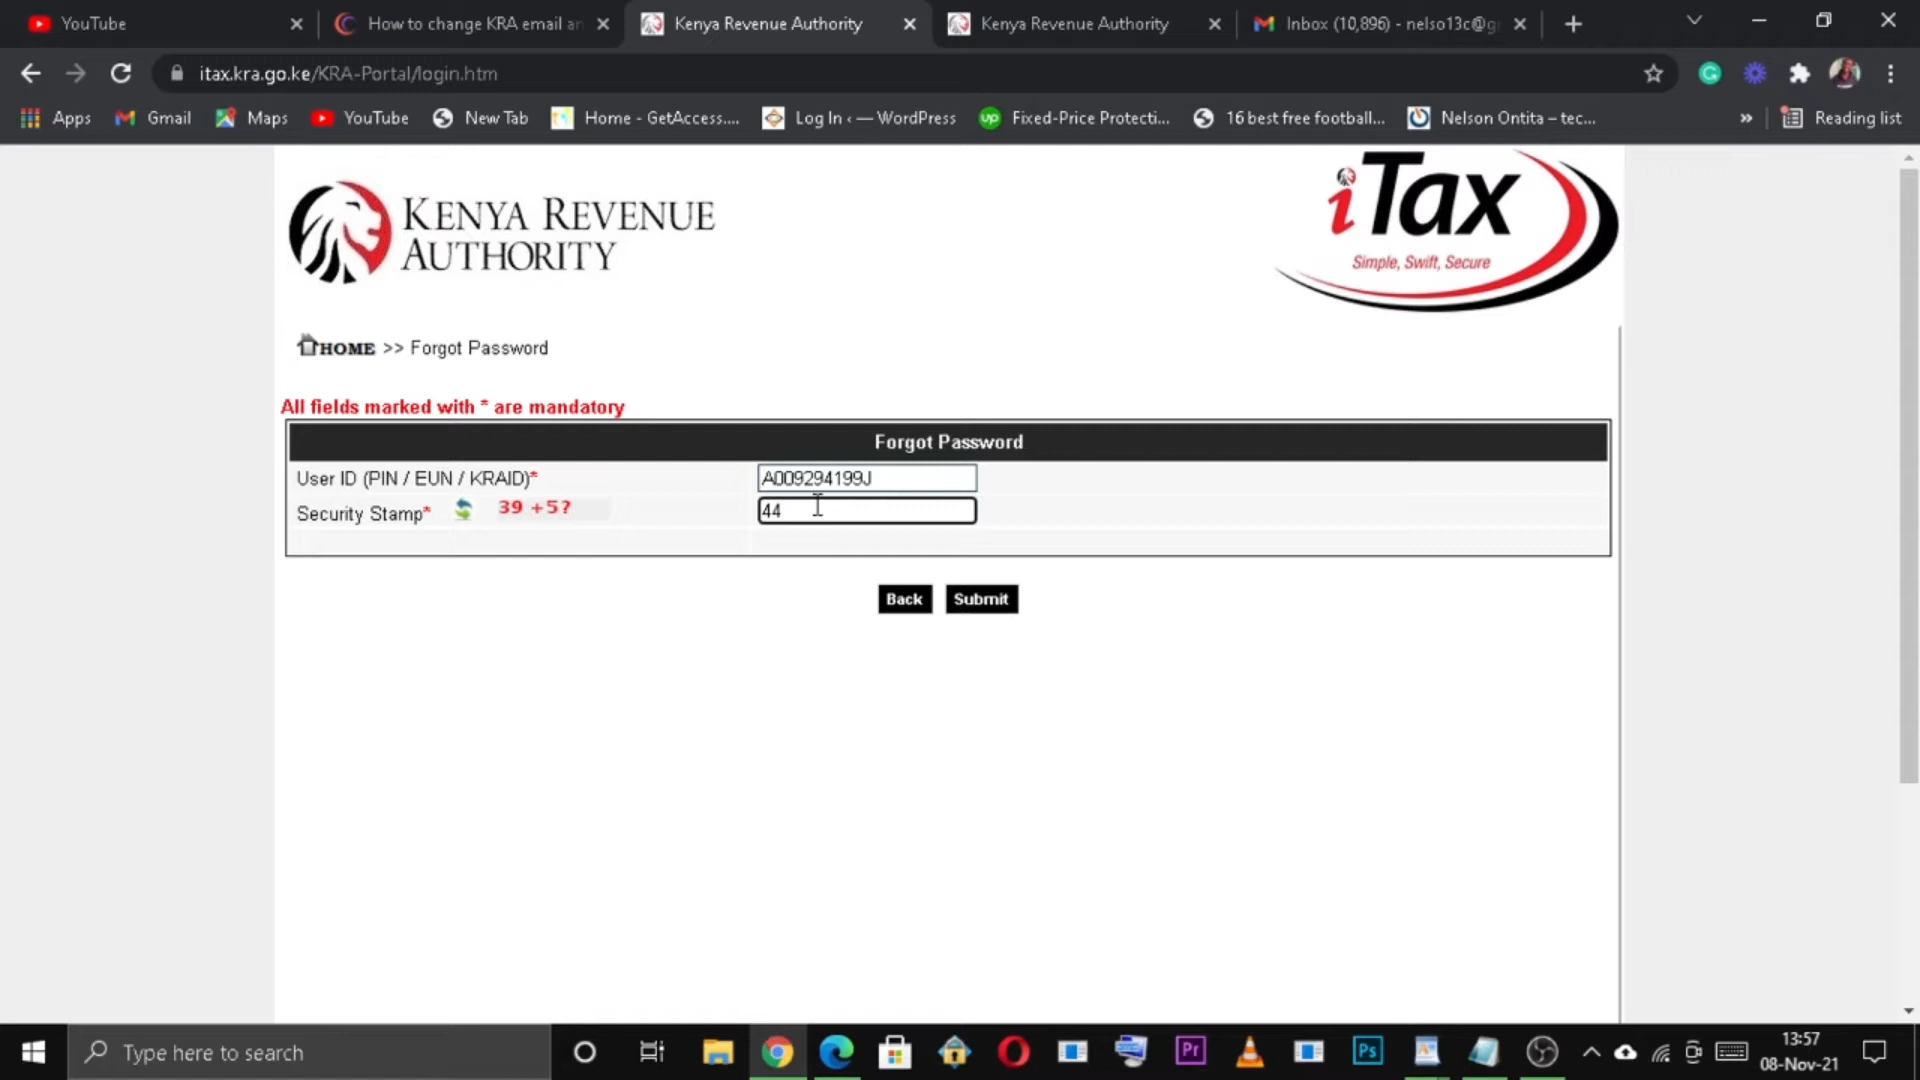 YouTube
How to change KRA email an
Kenya Revenue Authority
Kenya Revenue Authority
Inbox (10,896) - nelso13c@g
itax.kra.go.ke/KRA-Portal/login.htm
Apps
Gmail
Maps
YouTube
New Tab
Home - GetAccess....
Log In ‹ — WordPress
up
Fixed-Price Protecti...
16 best free football...
Nelson Ontita – tec...
»
Reading list
KENYA REVENUE
AUTHORITY
iTax
Simple, Swift, Secure
HOME >> Forgot Password
All fields marked with * are mandatory
Forgot Password
User ID (PIN / EUN / KRAID)*
A009294199J
Security Stamp*
39 +5?
44
Back
Submit
Type here to search
Pr
Ps
13:57
08-Nov-21